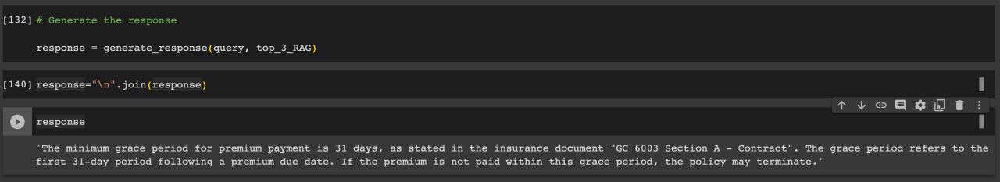 [132] # Generate the response
response = generate_response(query, top_3_RAG)
[140] response="\n".join(response)
response
'The minimum grace period for premium payment is 31 days, as stated in the insurance document "GC 6003 Section A - Contract". The grace period refers to the
first 31-day period following a premium due date. If the premium is not paid within this grace period, the policy may terminate.'